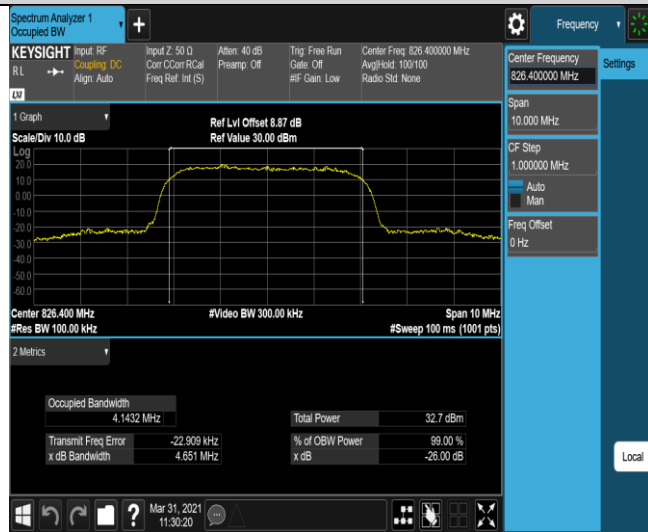 Spectrum Analyzer 1
Occupied BW
+
Frequency
KEYSIGHT
RL
LXI
Input: RF
Coupling: DC
Align: Auto
Input Z: 50 Ω
Corr CCorr RCal
Freq Ref: Int (S)
Atten: 40 dB
Preamp: Off
Trig: Free Run
Gate: Off
#IF Gain: Low
Center Freq: 826.400000 MHz
Avg|Hold: 100/100
Radio Std: None
Center Frequency
826.400000 MHz
Settings
Span
10.000 MHz
CF Step
1.000000 MHz
Auto
Man
Freq Offset
0 Hz
1 Graph
Scale/Div 10.0 dB
Ref Lvl Offset 8.87 dB
Ref Value 30.00 dBm
Log
20.0
10.0
0.00
-10.0
-20.0
-30.0
-40.0
-50.0
-60.0
Center 826.400 MHz
#Res BW 100.00 kHz
#Video BW 300.00 kHz
Span 10 MHz
#Sweep 100 ms (1001 pts)
2 Metrics
Occupied Bandwidth
4.1432 MHz
Total Power 32.7 dBm
Transmit Freq Error -22.909 kHz
% of OBW Power 99.00 %
x dB Bandwidth 4.651 MHz
x dB -26.00 dB
Local
?
Mar 31, 2021
11:30:20